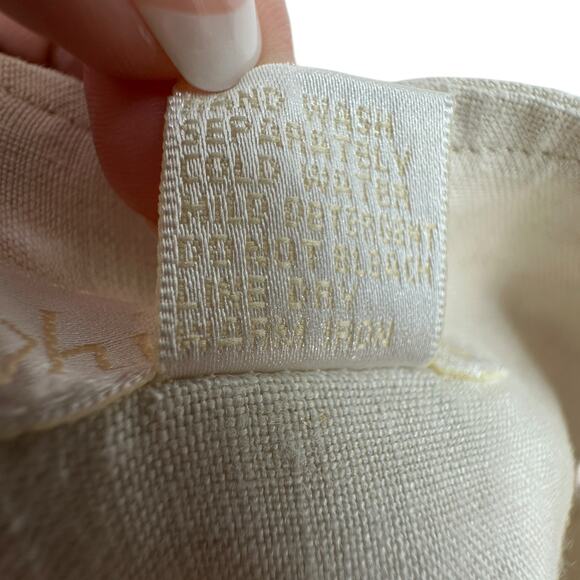 HAND WASH
SEPARATELY
COLD WATER
MILD DETERGENT
DO NOT BLEACH
LINE DRY
WARM IRON